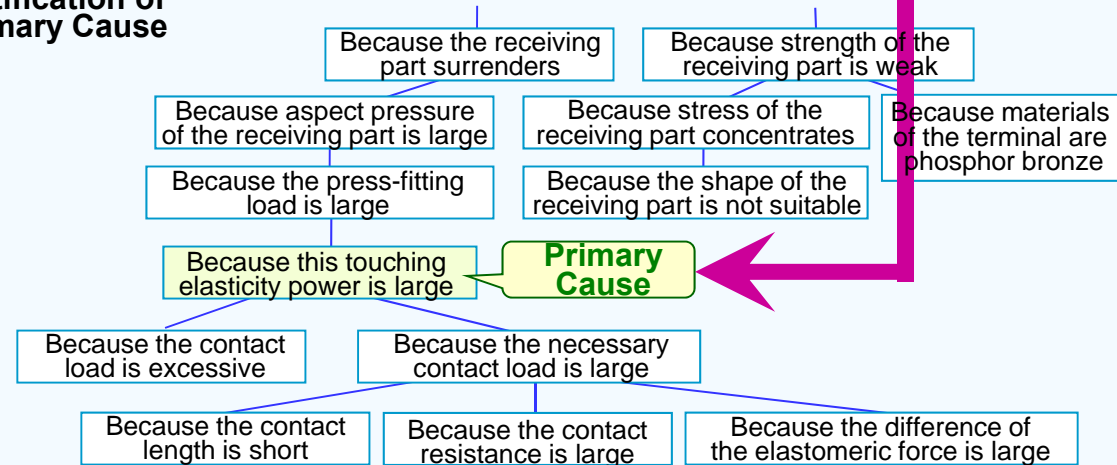 mary Cause
Because the receiving
part surrenders
Because strength of the
receiving part is weak
Because aspect pressure
of the receiving part is large
Because stress of the
receiving part concentrates
Because materials
of the terminal are
phosphor bronze
Because the press-fitting
load is large
Because the shape of the
receiving part is not suitable
Because this touching
elasticity power is large
Primary
Cause
Because the contact
load is excessive
Because the necessary
contact load is large
Because the contact
length is short
Because the contact
resistance is large
Because the difference of
the elastomeric force is large